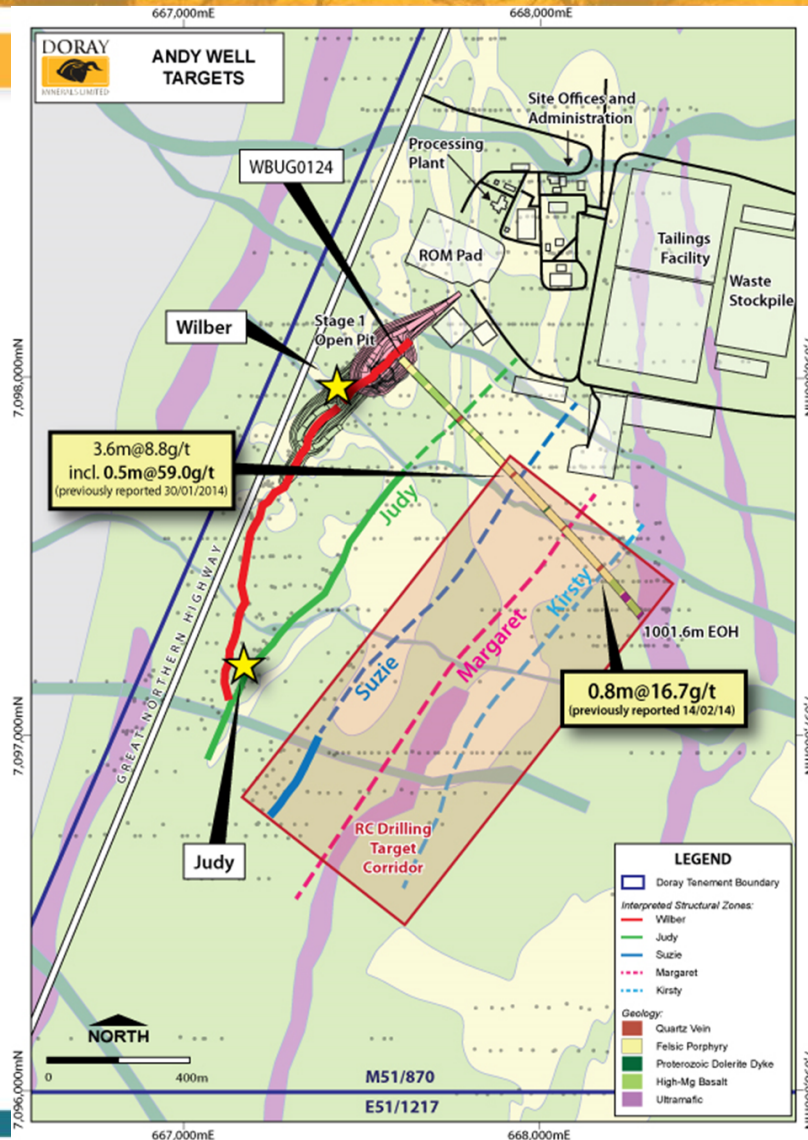 667,000mE
668,000mE
DORAY
MINERALS LIMITED
ANDY WELL
TARGETS
Site Offices and
Administration
Processing
Plant
WBUG0124
ROM Pad
Tailings
Facility
Waste
Stockpile
Wilber
Stage 1
Open Pit
7,098,000mN
3.6m@8.8g/t
incl. 0.5m@59.0g/t
(previously reported 30/01/2014)
Judy
GREAT NORTHERN HIGHWAY
Kirsty
Margaret
Suzie
1001.6m EOH
0.8m@16.7g/t
(previously reported 14/02/14)
7,097,000mN
RC Drilling
Target
Corridor
Judy
LEGEND
Doray Tenement Boundary
Interpreted Structural Zones:
Wilber
Judy
Suzie
Margaret
Kirsty
Geology:
Quartz Vein
Felsic Porphyry
Proterozoic Dolerite Dyke
High-Mg Basalt
Ultramafic
NORTH
0
400m
7,096,000mN
M51/870
E51/1217
667,000mE
668,000mE